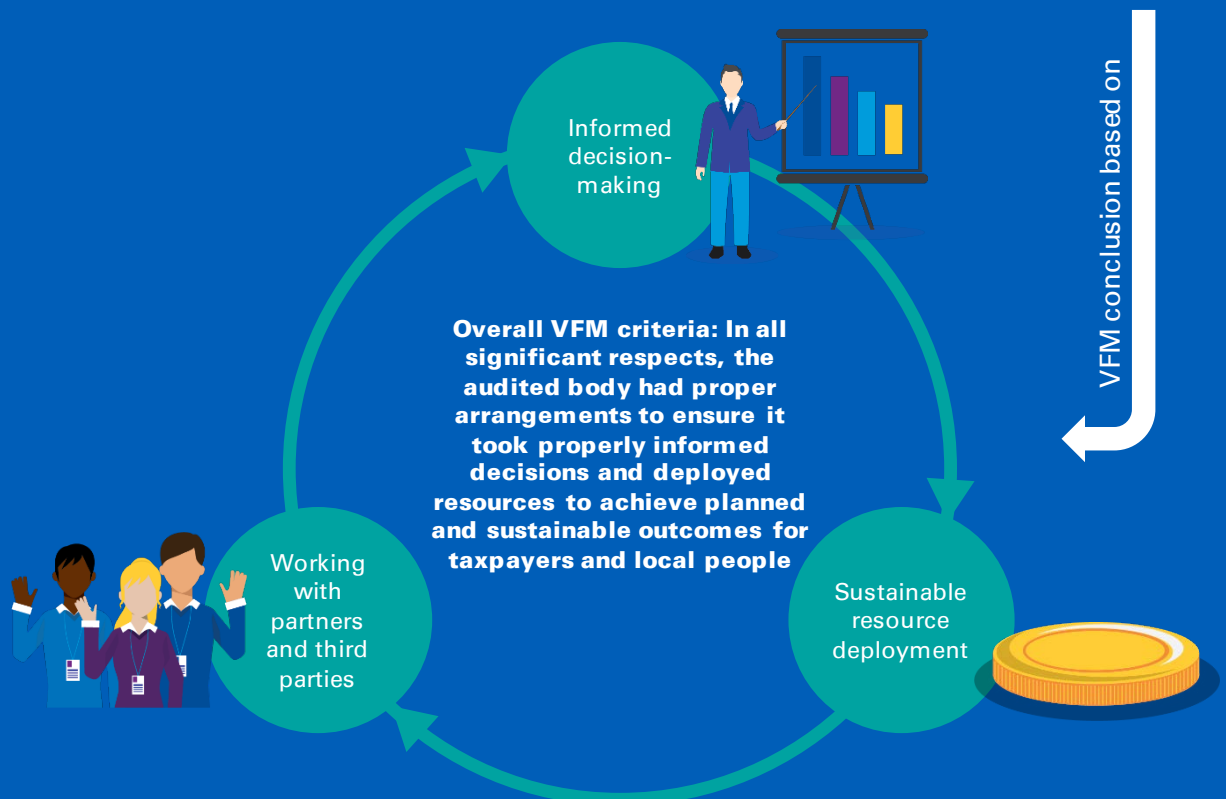 Informed
decision-
making
VFM conclusion based on
Overall VFM criteria: In all
significant respects, the
audited body had proper
arrangements to ensure it
took properly informed
decisions and deployed
resources to achieve planned
and sustainable outcomes for
taxpayers and local people
Working
with
partners
and third
parties
Sustainable
resource
deployment